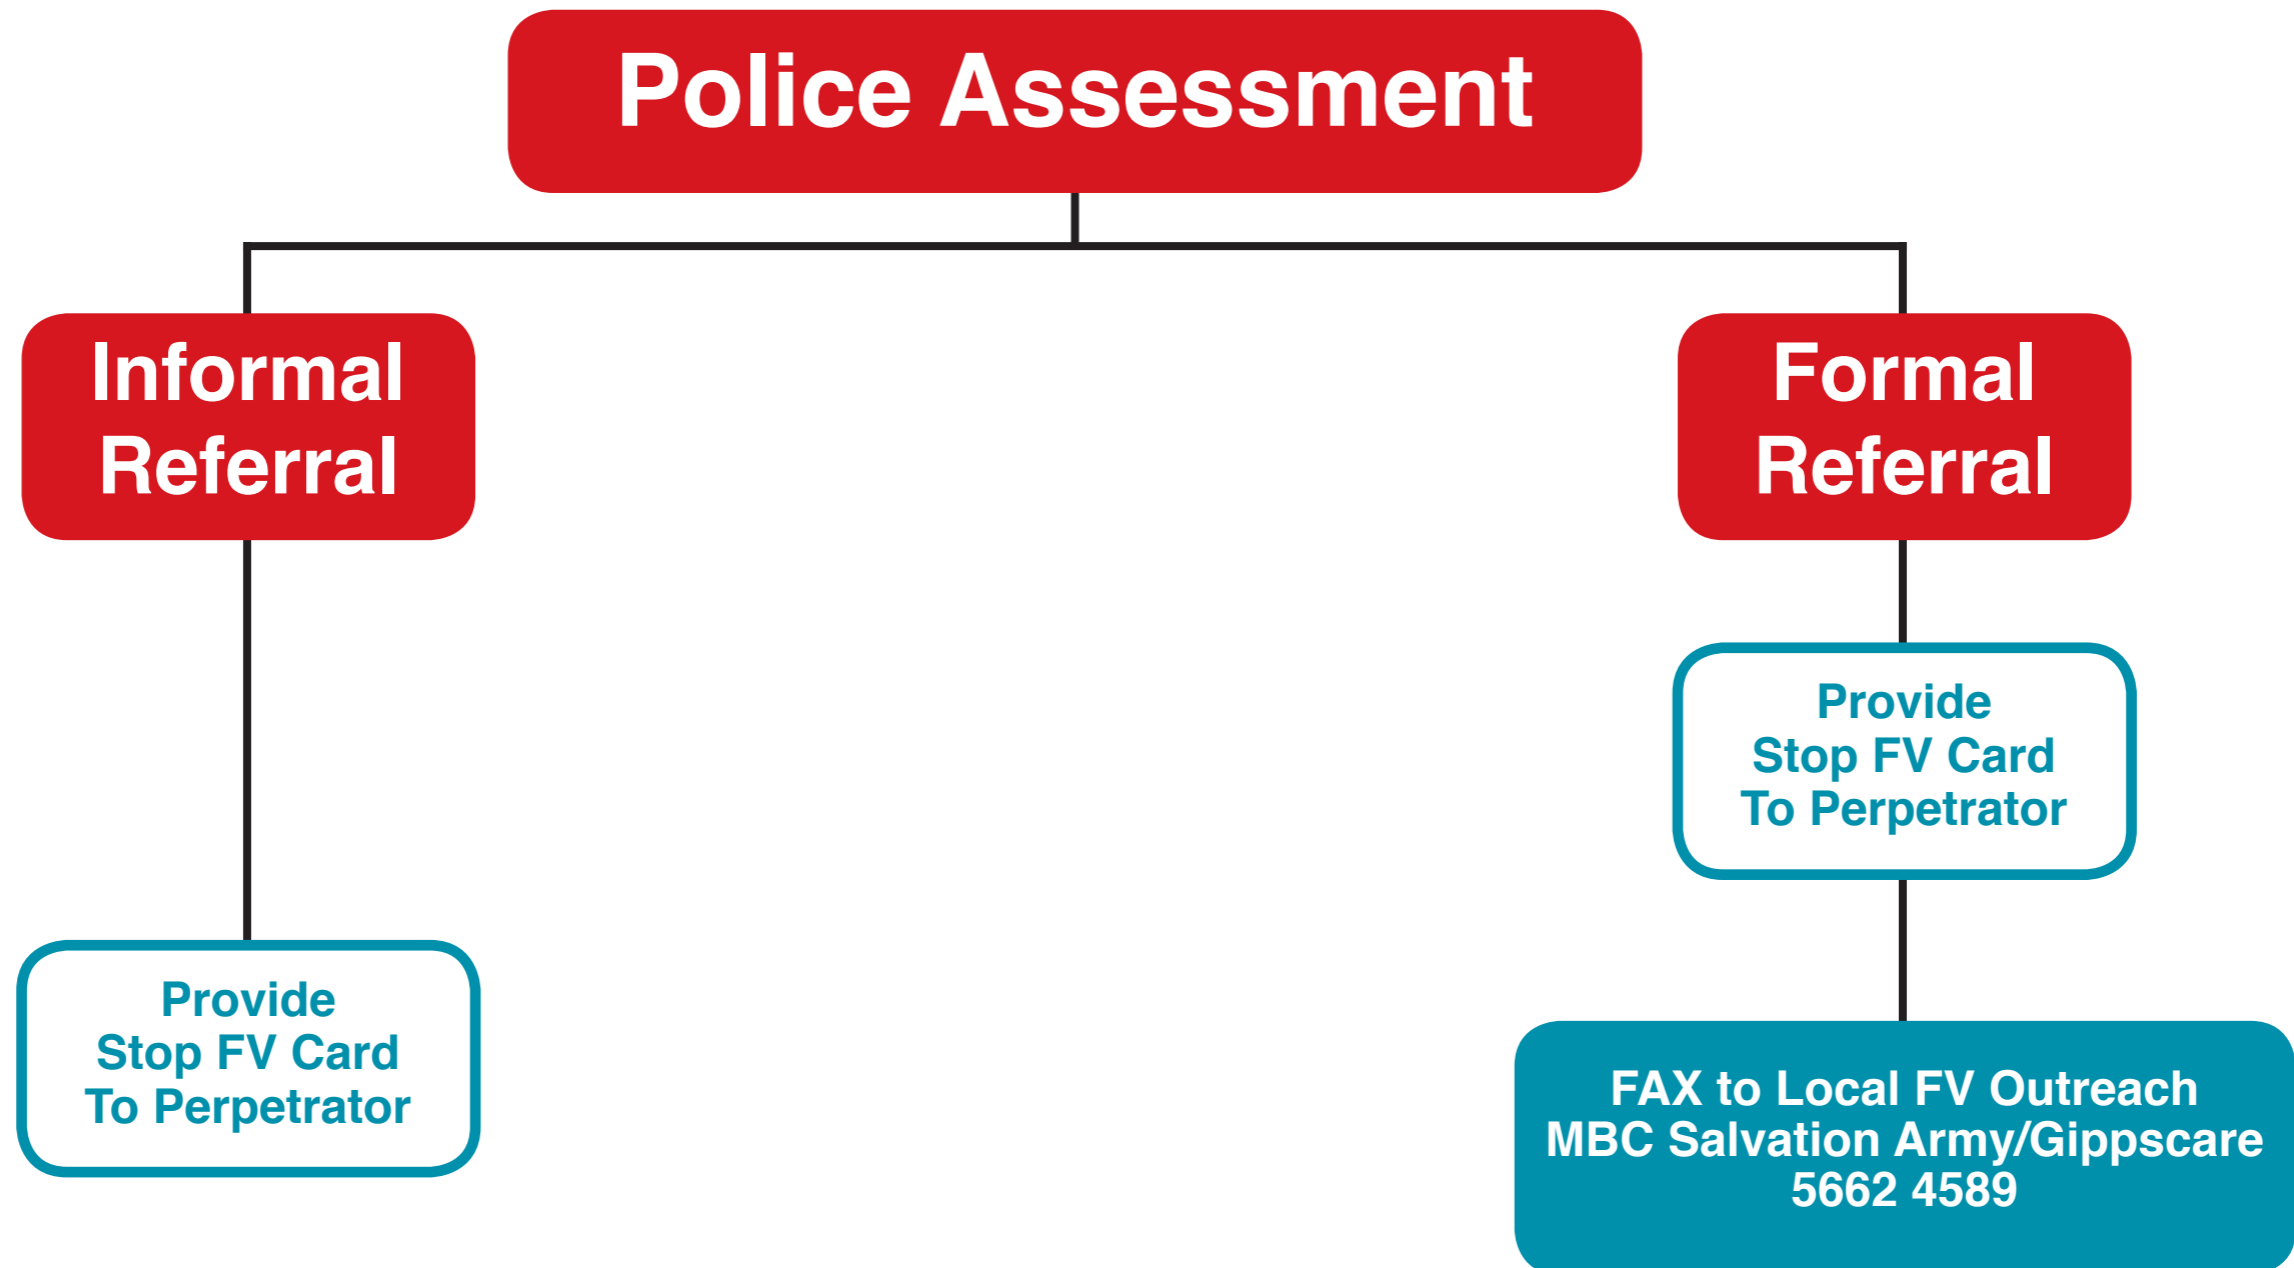 Police Assessment
Informal
Referral
Formal
Referral
Provide
Stop FV Card
To Perpetrator
Provide
Stop FV Card
To Perpetrator
FAX to Local FV Outreach
MBC Salvation Army/Gippscare
5662 4589